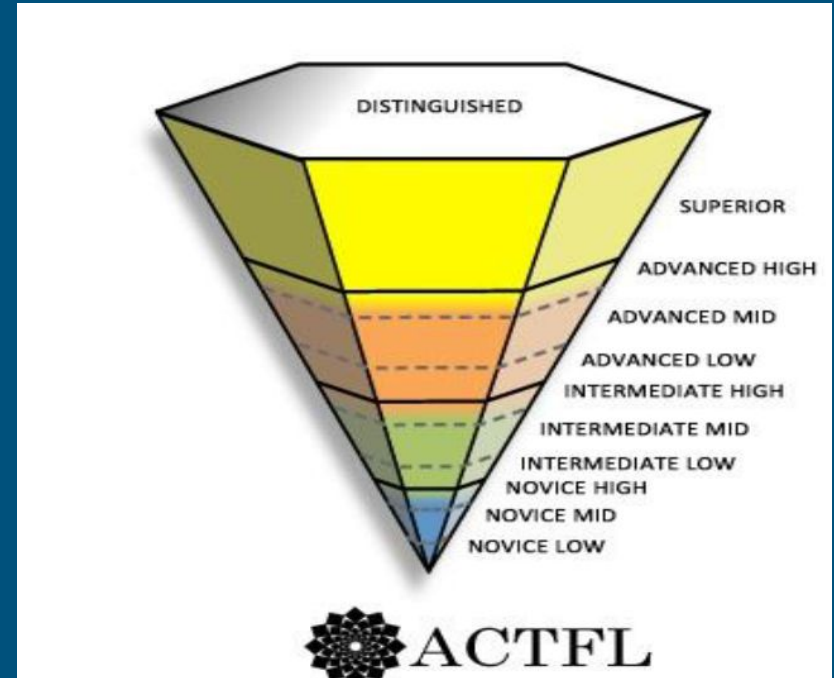 DISTINGUISHED
SUPERIOR
ADVANCED HIGH
ADVANCED MID
ADVANCED LOW
INTERMEDIATE HIGH
INTERMEDIATE MID
INTERMEDIATE LOW
NOVICE HIGH
NOVICE MID
NOVICE LOW
ACTFL